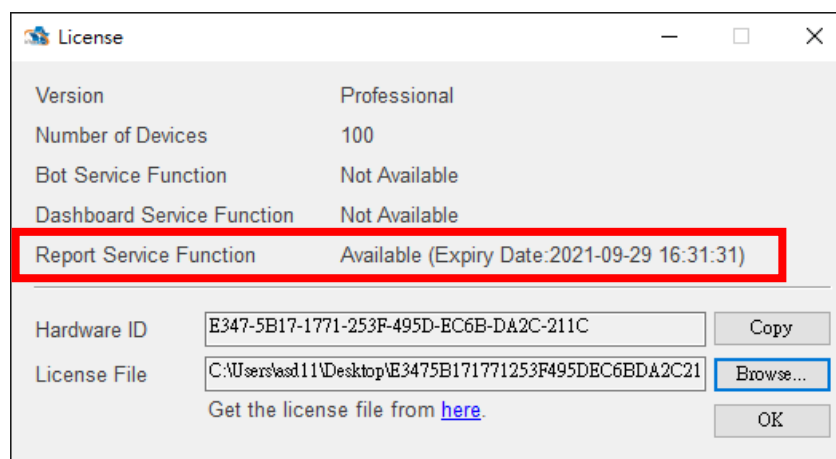 License
Version Professional
Number of Devices 100
Bot Service Function Not Available
Dashboard Service Function Not Available
Report Service Function Available (Expiry Date:2021-09-29 16:31:31)
Hardware ID E347-5B17-1771-253F-495D-EC6B-DA2C-211C Copy
License File C:\Users\asd11\Desktop\E3475B171771253F495DEC6BDA2C21 Browse...
Get the license file from here.
OK